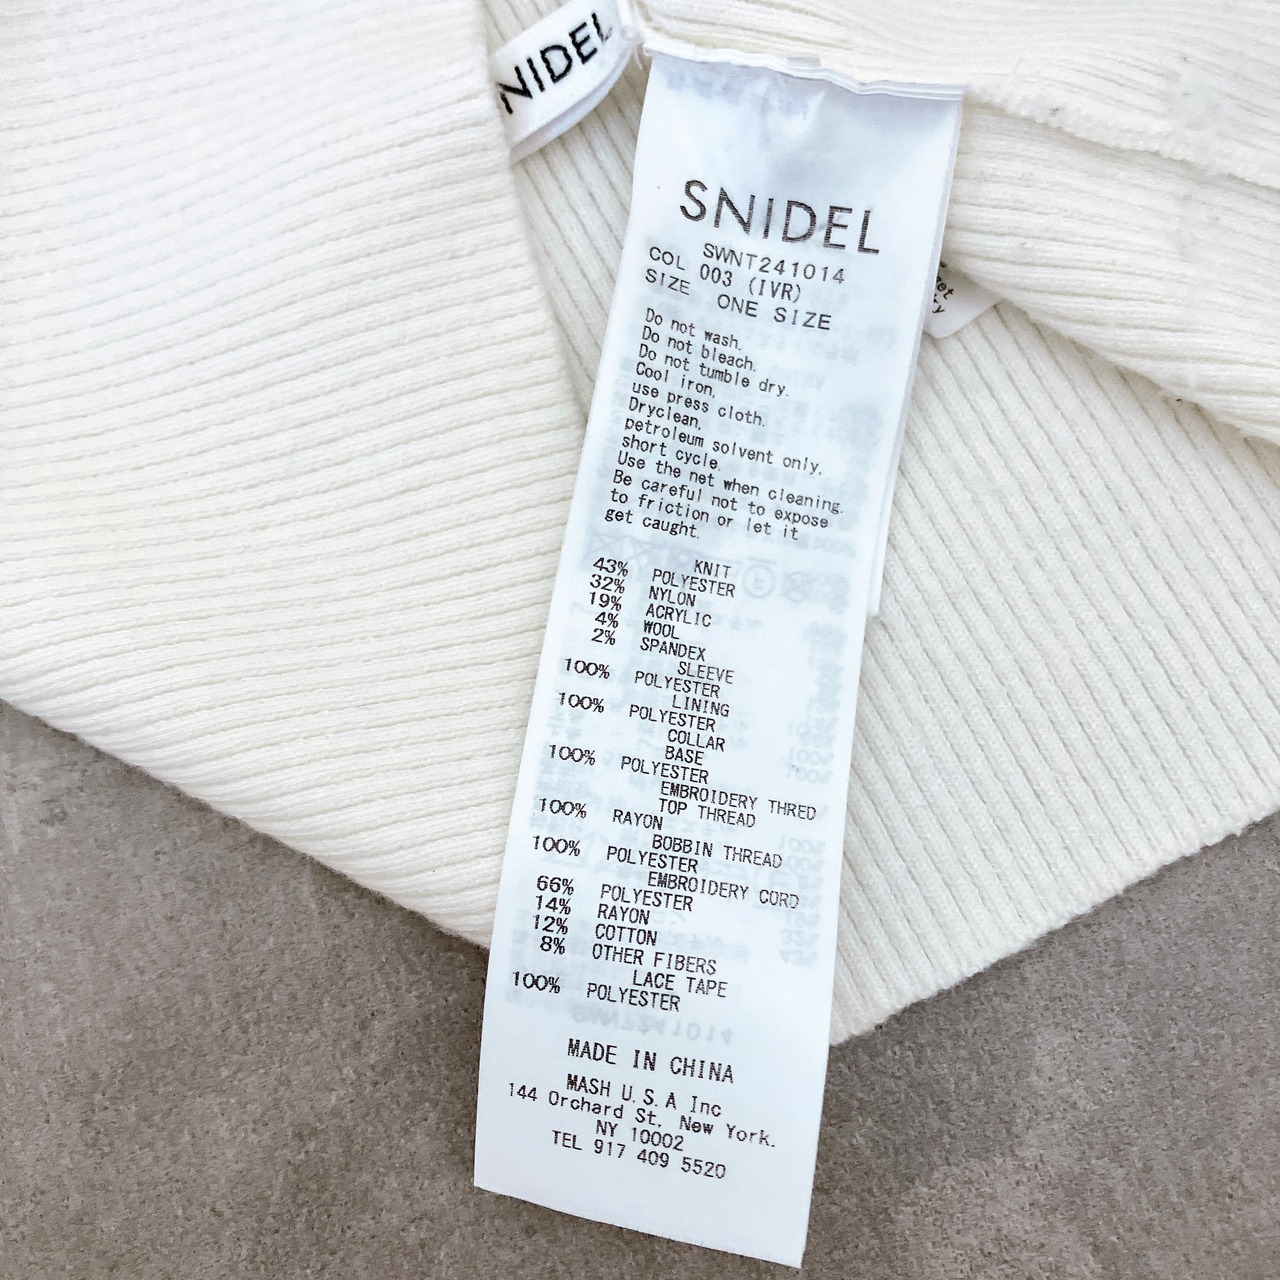 NIDEL
SNIDEL
SWNT241014
COL 003 (IVR)
SIZE ONE SIZE
Do not wash.
Do not bleach.
Do not tumble dry.
Cool iron,
use press cloth.
Dryclean,
petroleum solvent only,
short cycle.
Use the net when cleaning.
Be careful not to expose
to friction or let it
get caught.
KNIT
43% POLYESTER
32% NYLON
19% ACRYLIC
4% WOOL
2% SPANDEX
SLEEVE
100% POLYESTER
LINING
100% POLYESTER
COLLAR
BASE
100% POLYESTER
EMBROIDERY THRED
TOP THREAD
100% RAYON
BOBBIN THREAD
100% POLYESTER
EMBROIDERY CORD
66% POLYESTER
14% RAYON
12% COTTON
8% OTHER FIBERS
LACE TAPE
100% POLYESTER
MADE IN CHINA
MASH U.S.A Inc
144 Orchard St, New York.
NY 10002
TEL 917 409 5520